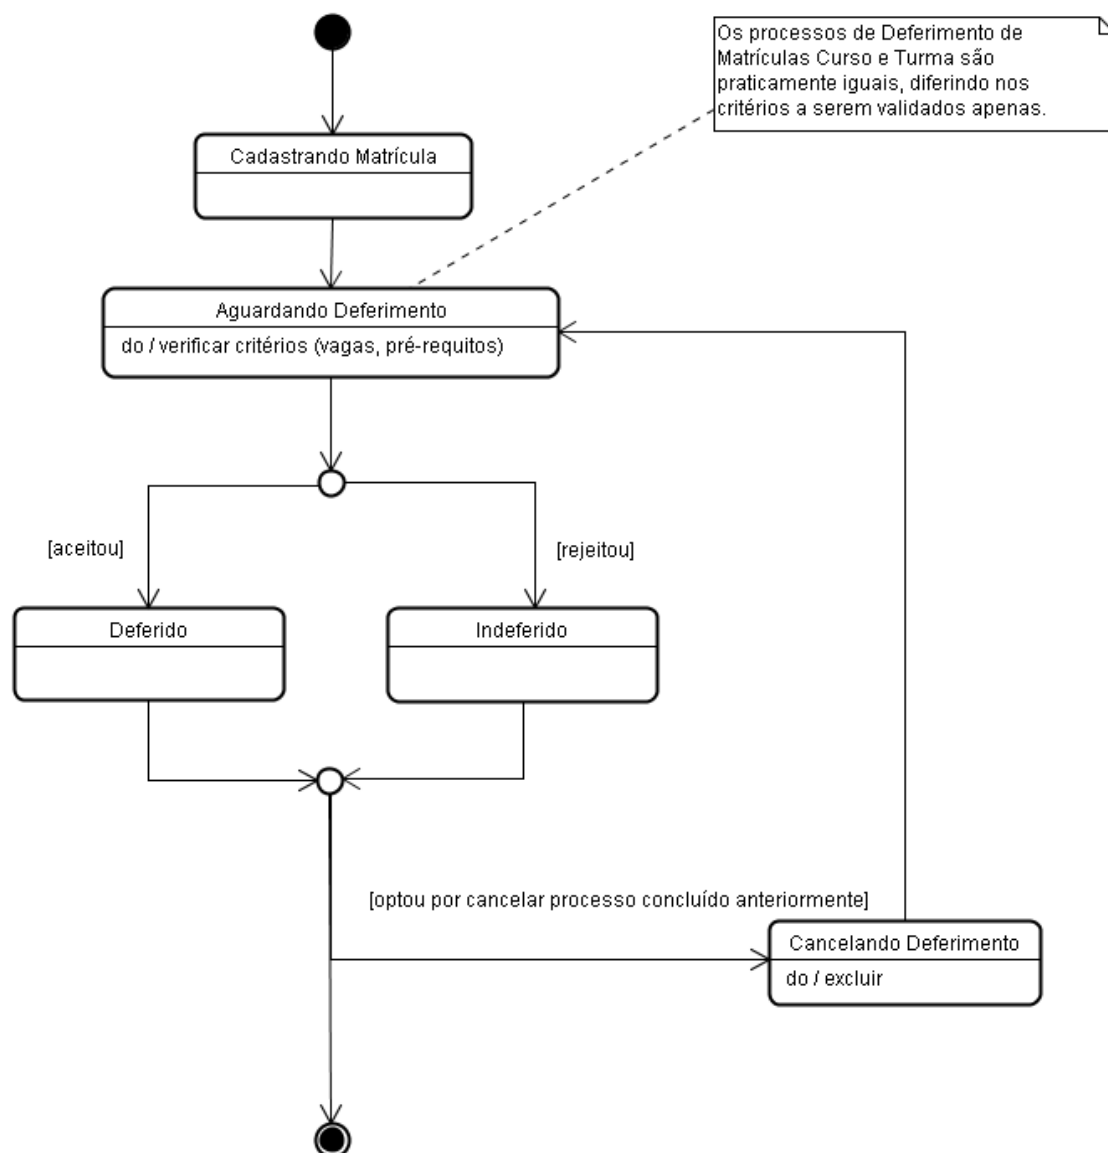 Os processos de Deferimento de
Matrículas Curso e Turma são
praticamente iguais, diferindo nos
critérios a serem validados apenas.
Cadastrando Matrícula
Aguardando Deferimento
do / verificar critérios (vagas, pré-requitos)
[aceitou]
[rejeitou]
Deferido
Indeferido
[optou por cancelar processo concluído anteriormente]
Cancelando Deferimento
do / excluir